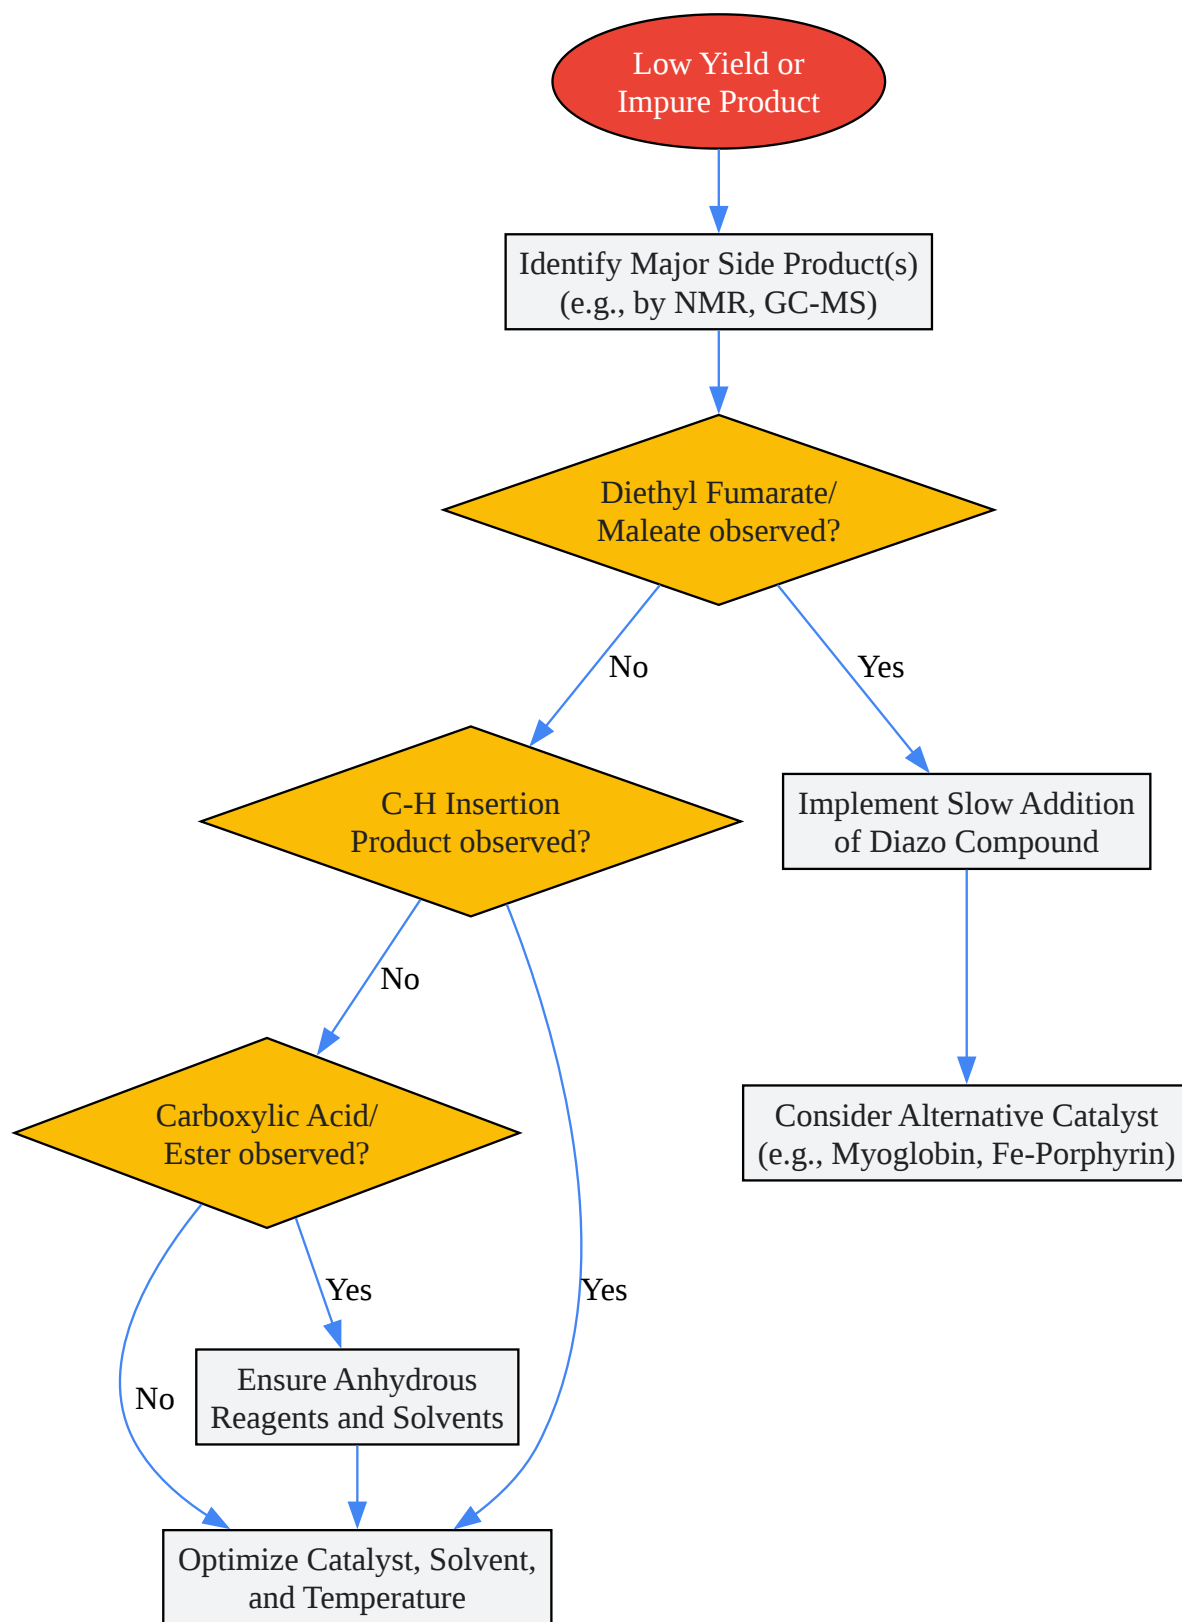 Low Yield or
Impure Product
Identify Major Side Product(s)
(e.g., by NMR, GC-MS)
Diethyl Fumarate/
Maleate observed?
No
Yes
C-H Insertion
Product observed?
Implement Slow Addition
of Diazo Compound
No
Carboxylic Acid/
Ester observed?
Consider Alternative Catalyst
(e.g., Myoglobin, Fe-Porphyrin)
Yes
Yes
Ensure Anhydrous
Reagents and Solvents
No
Optimize Catalyst, Solvent,
and Temperature